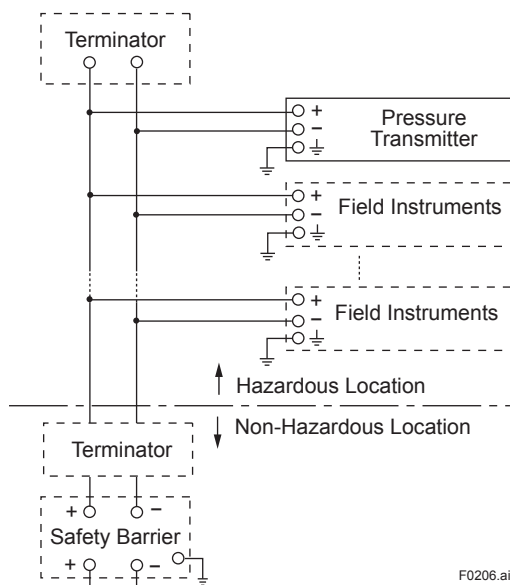 Terminator
+
Pressure
−
Transmitter
+
Field Instruments
−
+
Field Instruments
−
Hazardous Location
Non-Hazardous Location
Terminator
+ −
Safety Barrier
+ −
F0206.ai